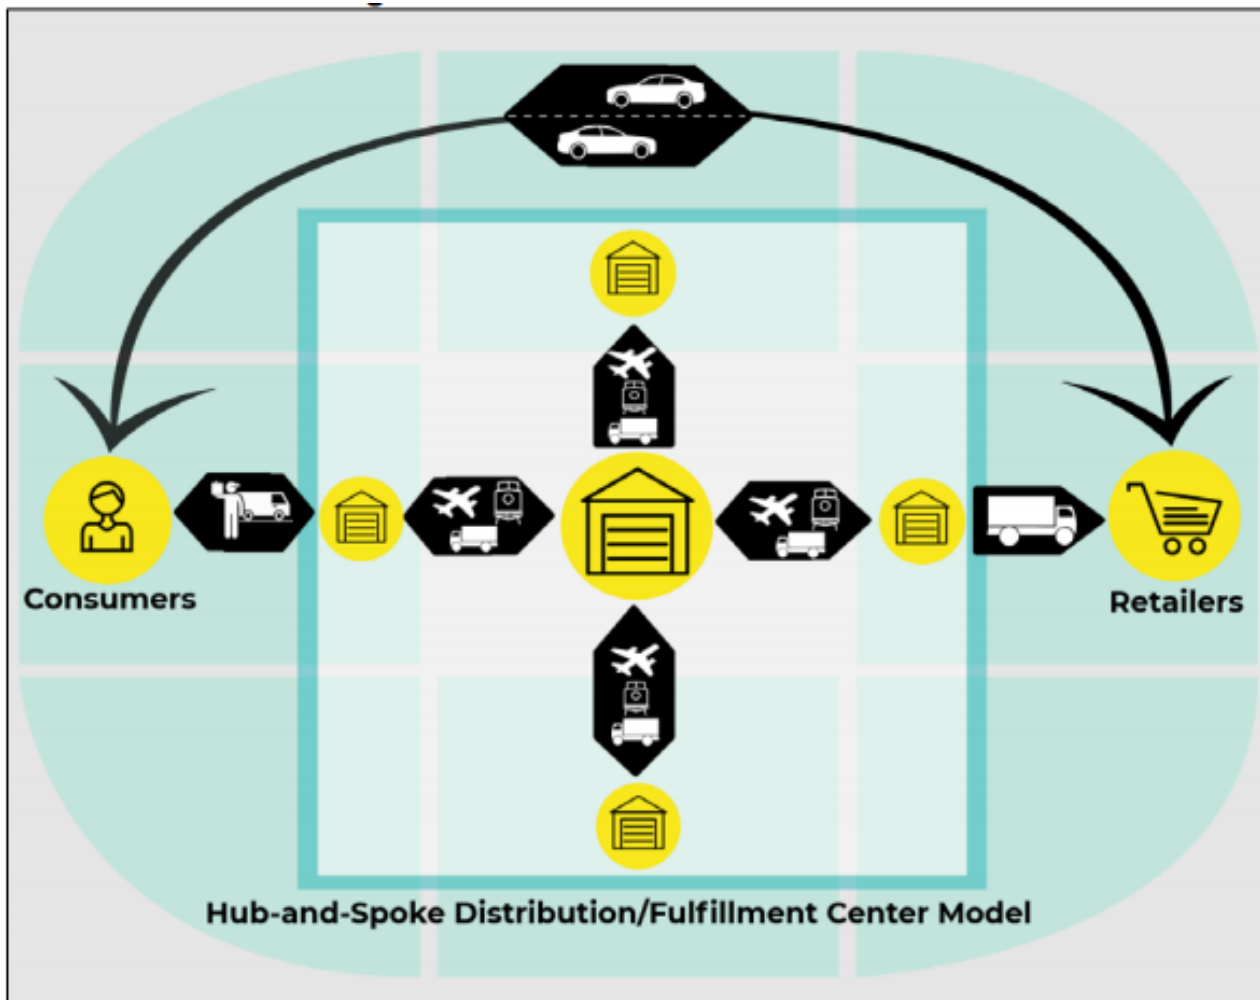 Consumers
Retailers
Hub-and-Spoke Distribution/Fulfillment Center Model